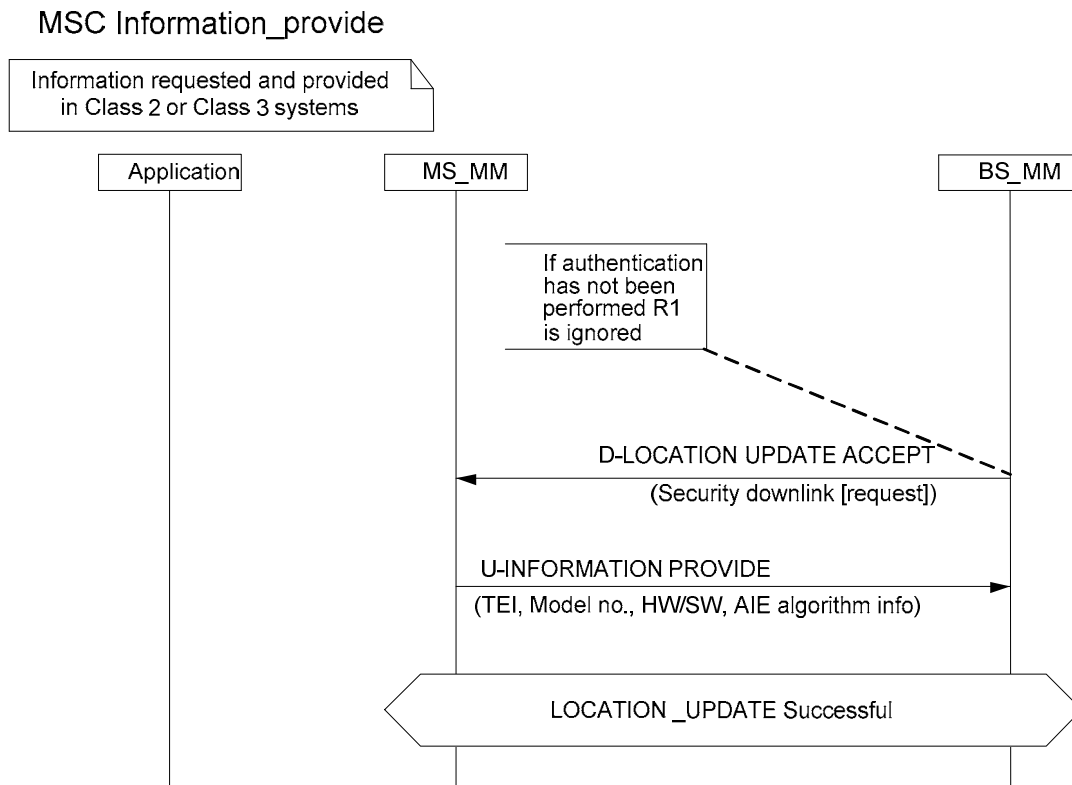 MSC Information_provide
Information requested and provided
in Class 2 or Class 3 systems
Application
MS_MM
BS_MM
If authentication
has not been
performed R1
is ignored
D-LOCATION UPDATE ACCEPT
(Security downlink [request])
U-INFORMATION PROVIDE
(TEI, Model no., HW/SW, AIE algorithm info)
LOCATION _UPDATE Successful